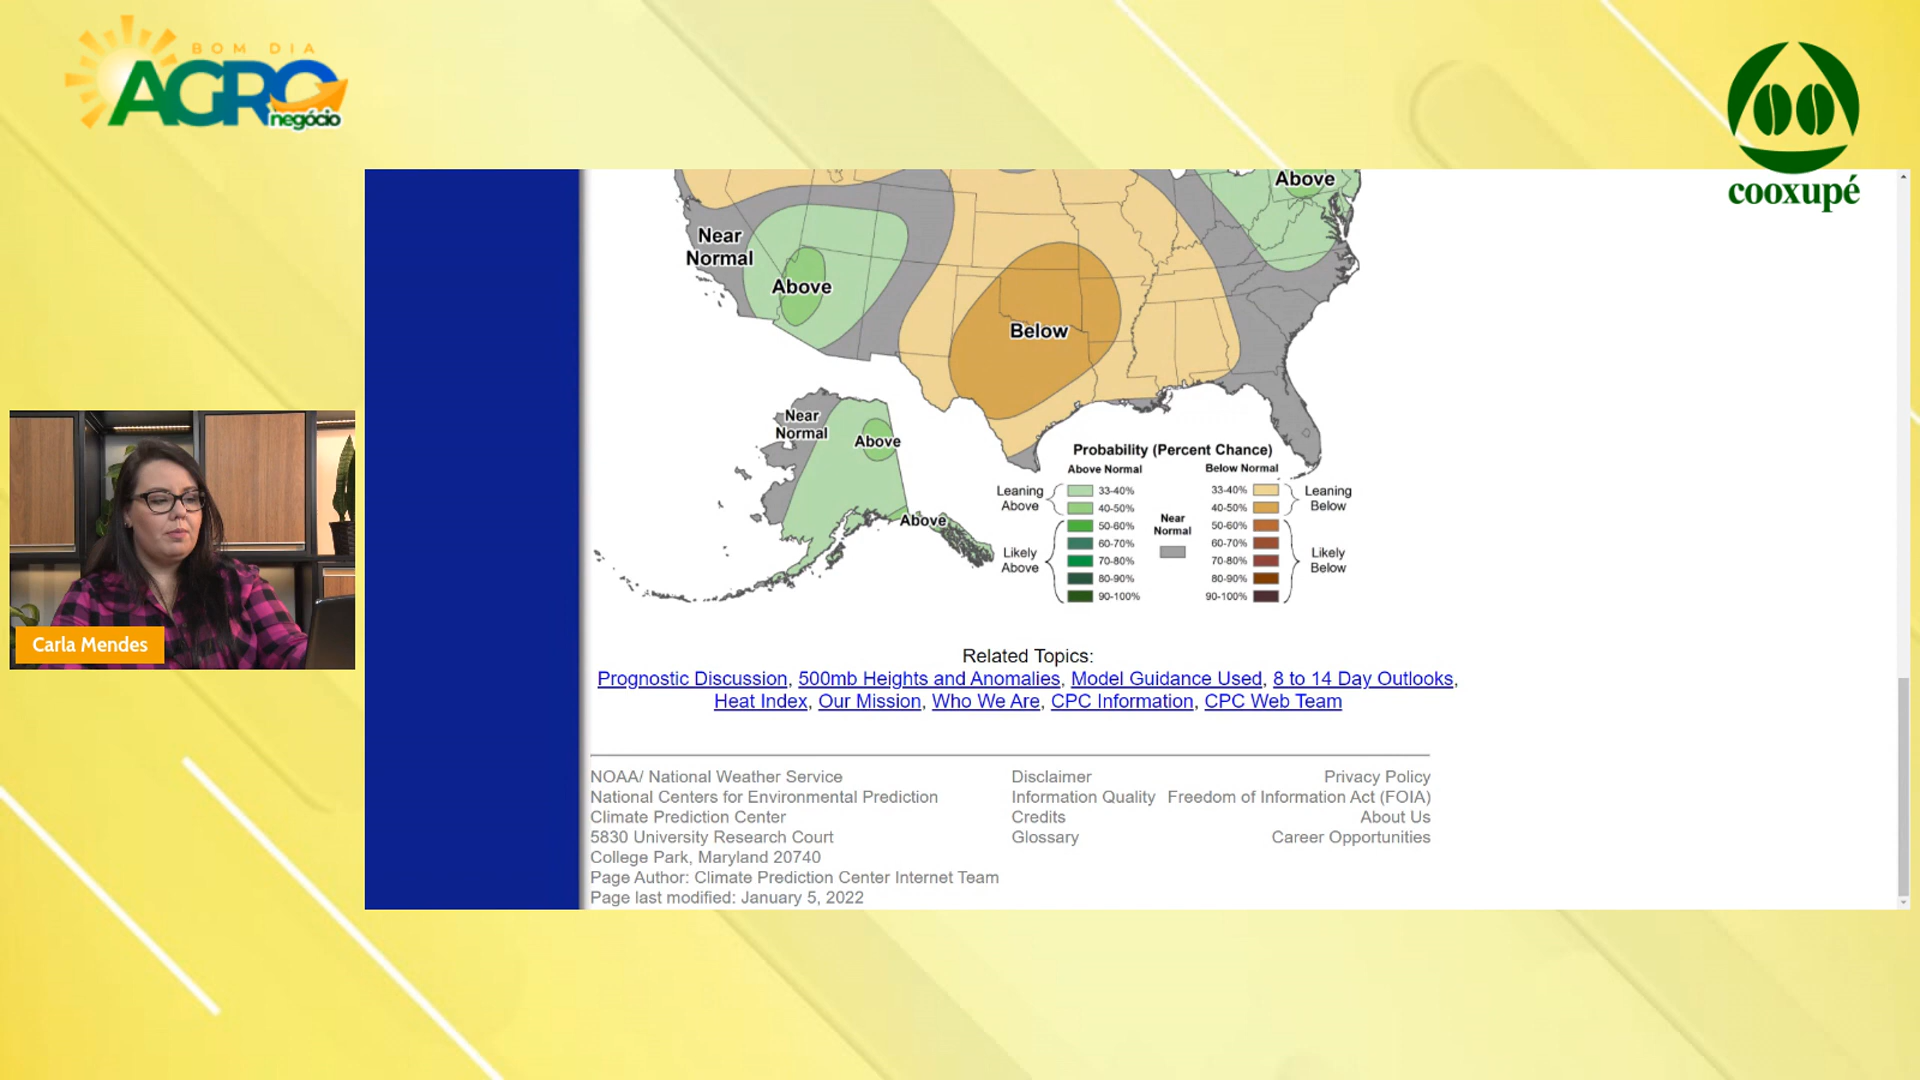 BOM DIA
AGRO
negócio
cooxupé
Above
Near
Normal
Above
Below
Near
Normal
Above
Above
Probability (Percent Chance)
Above Normal
Below Normal
Leaning
Above
33-40%
40-50%
50-60%
60-70%
70-80%
80-90%
90-100%
Likely
Above
Near
Normal
33-40%
40-50%
50-60%
60-70%
70-80%
80-90%
90-100%
Leaning
Below
Likely
Below
Carla Mendes
Related Topics:
Prognostic Discussion, 500mb Heights and Anomalies, Model Guidance Used, 8 to 14 Day Outlooks,
Heat Index, Our Mission, Who We Are, CPC Information, CPC Web Team
NOAA/ National Weather Service
National Centers for Environmental Prediction
Climate Prediction Center
5830 University Research Court
College Park, Maryland 20740
Page Author: Climate Prediction Center Internet Team
Page last modified: January 5, 2022
Disclaimer
Information Quality
Credits
Glossary
Privacy Policy
Freedom of Information Act (FOIA)
About Us
Career Opportunities